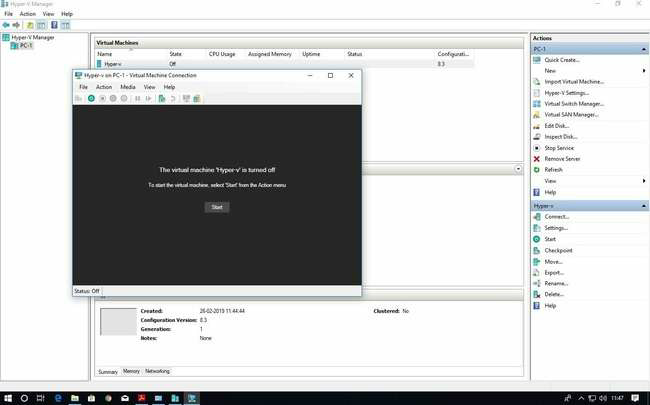 Hyper-V Manager
File Action View Help
Hyper-V Manager
PC-1
Virtual Machines
Name State CPU Usage Assigned Memory Uptime Status Configurati...
Hyper-v Off 8.3
Hyper-v on PC-1 - Virtual Machine Connection
File Action Media View Help
The virtual machine 'Hyper-v' is turned off
To start the virtual machine, select 'Start' from the Action menu
Start
Status: Off
Created: 26-02-2019 11:44:44 Clustered: No
Configuration Version: 8.3
Generation: 1
Notes: None
Summary Memory Networking
Actions
PC-1
Quick Create...
New
Import Virtual Machine...
Hyper-V Settings...
Virtual Switch Manager...
Virtual SAN Manager...
Edit Disk...
Inspect Disk...
Stop Service
Remove Server
Refresh
View
Help
Hyper-v
Connect...
Settings...
Start
Checkpoint
Move...
Export...
Rename...
Delete...
Help
11:47